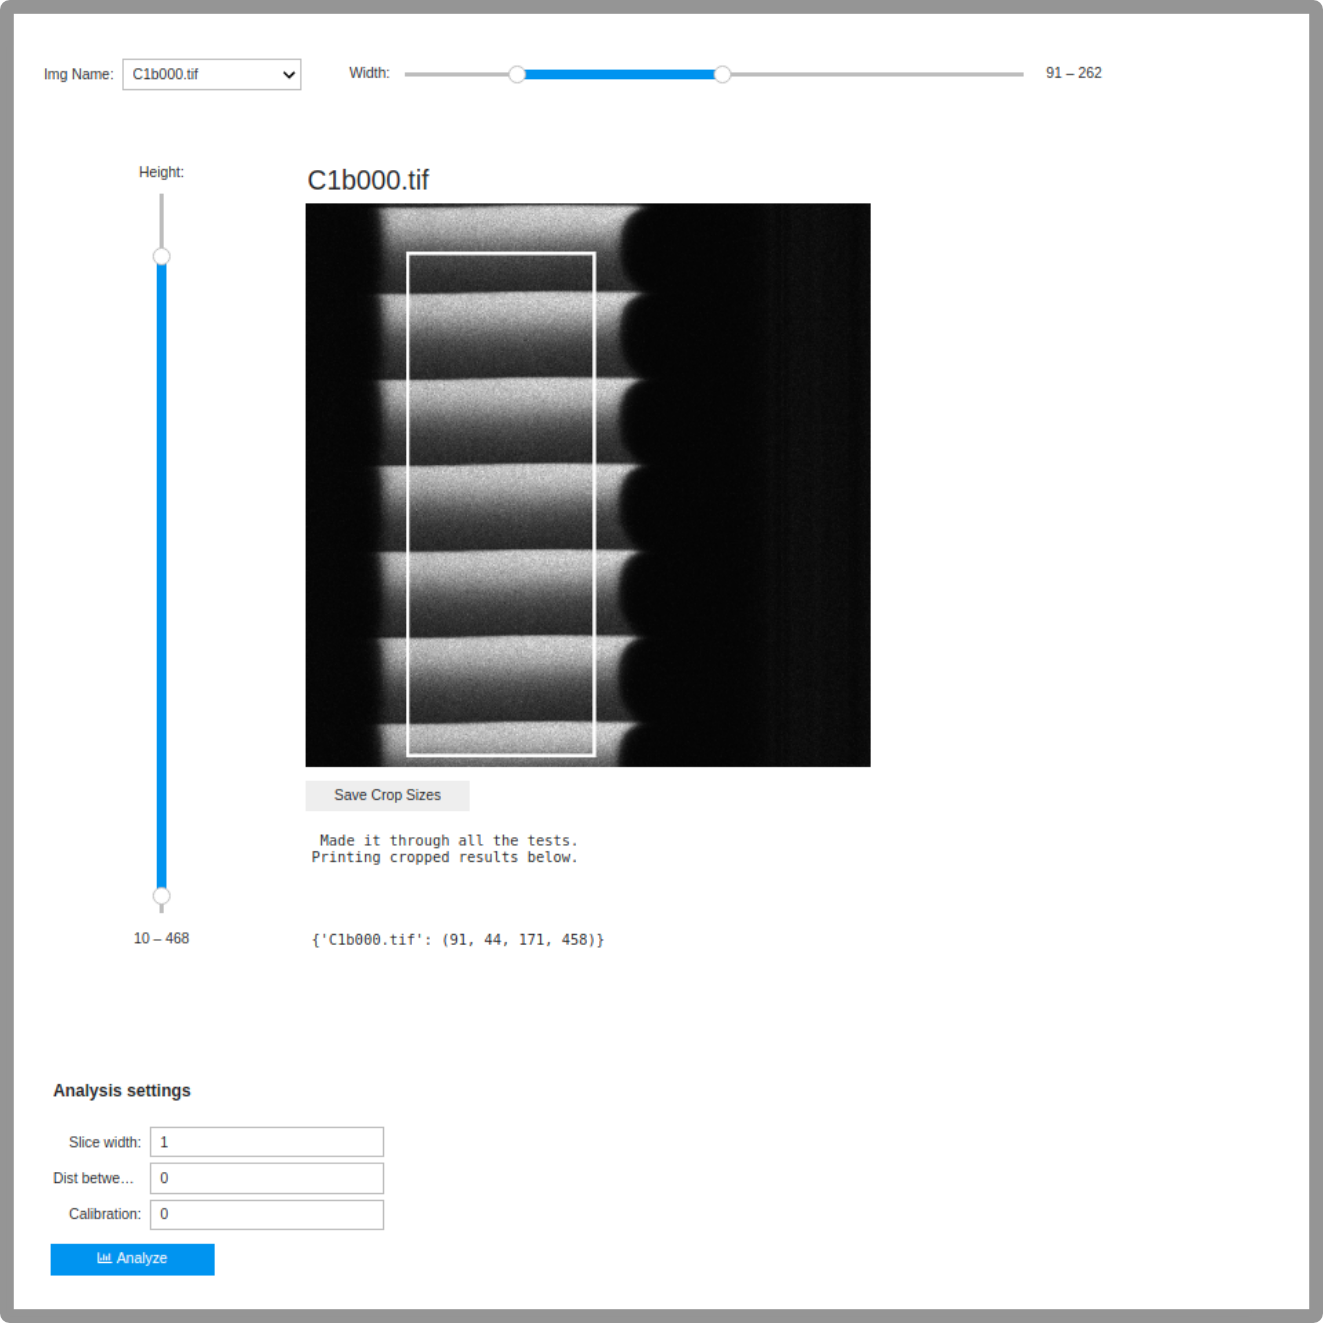 Img Name: C1b000.tif Width: 91 – 262
Height:
C1b000.tif
Save Crop Sizes
Made it through all the tests.
Printing cropped results below.
10 – 468
{'C1b000.tif': (91, 44, 171, 458)}
Analysis settings
Slice width: 1
Dist betwe… 0
Calibration: 0
Analyze